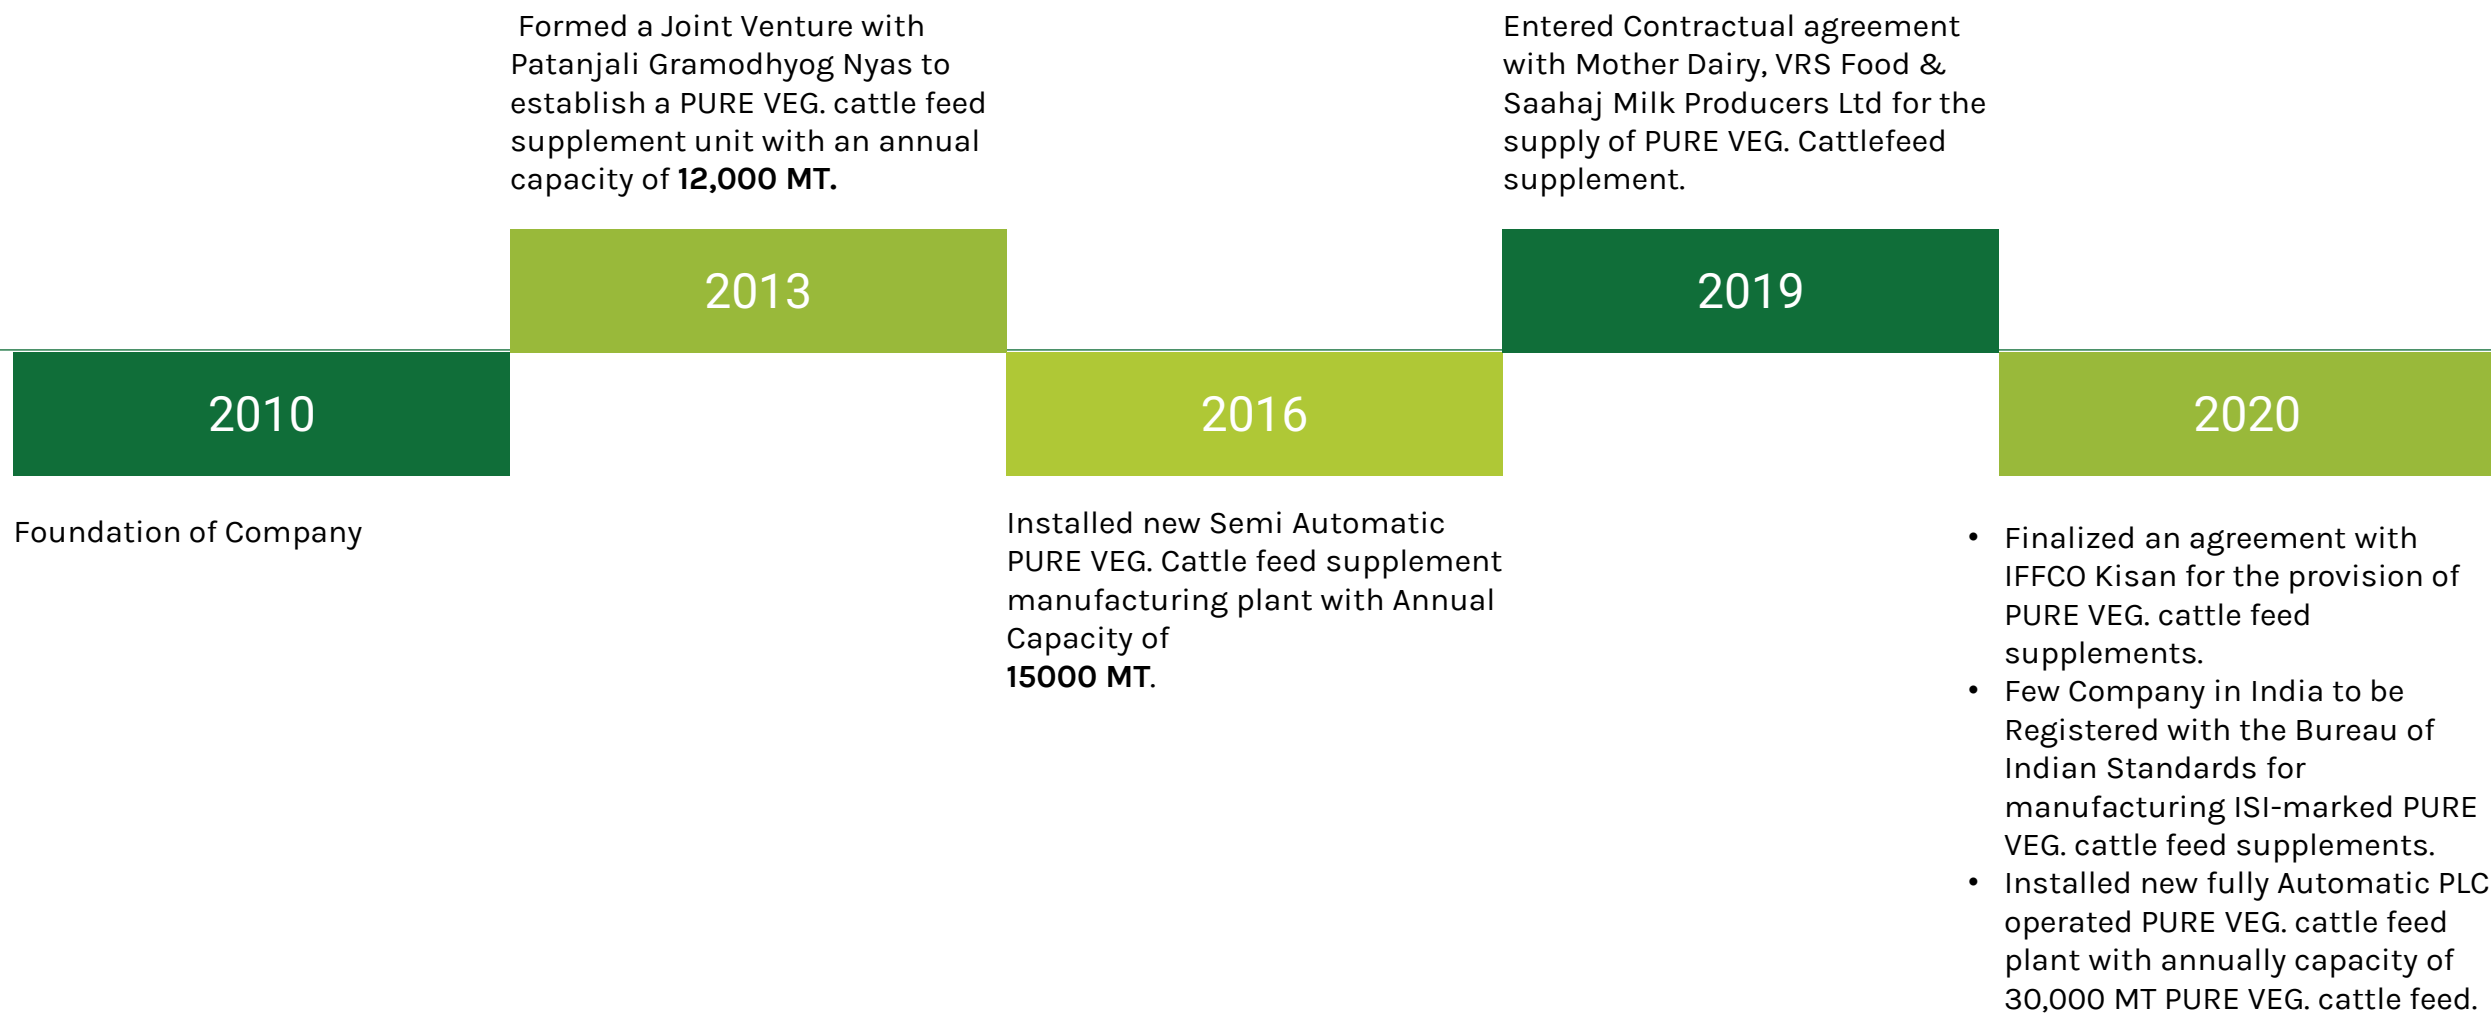 2010
Foundation of Company
Formed a Joint Venture with
Patanjali Gramodhyog Nyas to
establish a PURE VEG. cattle feed
supplement unit with an annual
capacity of 12,000 MT.
2013
2016
Installed new Semi Automatic
PURE VEG. Cattle feed supplement
manufacturing plant with Annual
Capacity of
15000 MT.
Entered Contractual agreement
with Mother Dairy, VRS Food &
Saahaj Milk Producers Ltd for the
supply of PURE VEG. Cattlefeed
supplement.
2019
2020
• Finalized an agreement with
IFFCO Kisan for the provision of
PURE VEG. cattle feed
supplements.
• Few Company in India to be
Registered with the Bureau of
Indian Standards for
manufacturing ISI-marked PURE
VEG. cattle feed supplements.
• Installed new fully Automatic PLC
operated PURE VEG. cattle feed
plant with annually capacity of
30,000 MT PURE VEG. cattle feed.